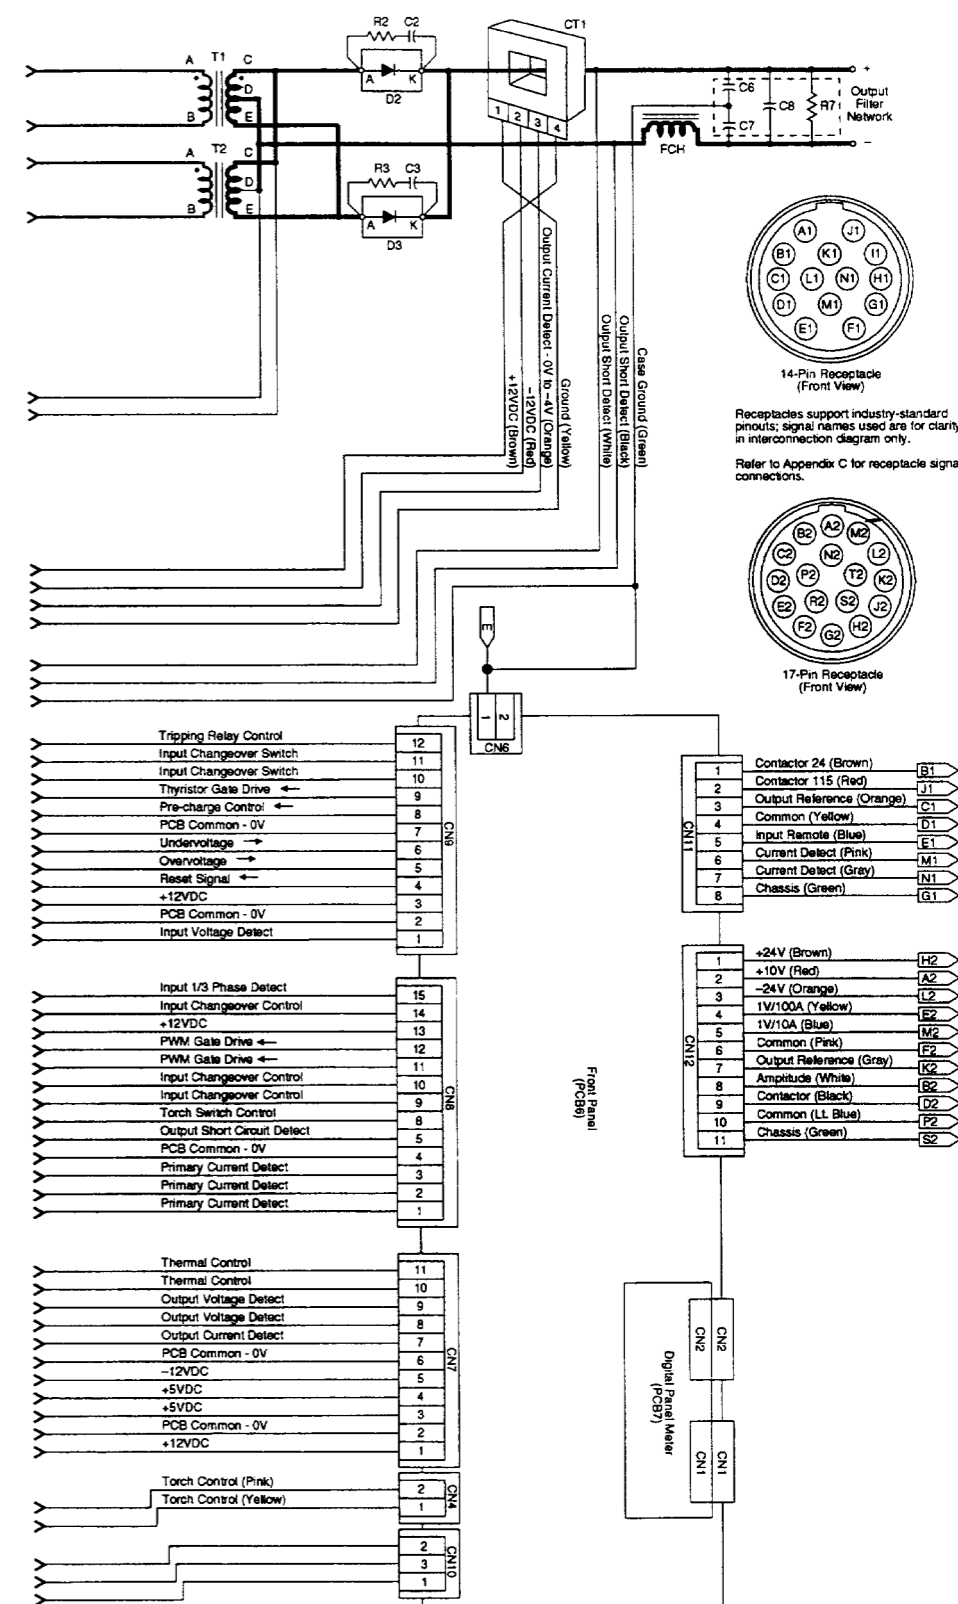 R2 C2
CT1
A T1 C
D
B E
A K
D2
1 2 3 4
C6
C7
C8
R7
+
Output
Filter
Network
−
FCH
A T2 C
D
B E
R3 C3
A K
D3
+12VDC (Brown)
-12VDC (Red)
Output Current Detect - 0V to -4V (Orange)
Ground (Yellow)
Output Short Detect (White)
Output Short Detect (Black)
Case Ground (Green)
A1 J1
B1 K1 I1
C1 L1 N1 H1
D1 M1 G1
E1 F1
14-Pin Receptacle
(Front View)
Receptacles support industry-standard
pinouts; signal names used are for clarity
in interconnection diagram only.
Refer to Appendix C for receptacle signa
connections.
B2 A2 M2
C2 N2 L2
D2 P2 T2 K2
E2 R2 S2 J2
F2 G2 H2
17-Pin Receptacle
(Front View)
E
1 2
CN6
CN9
Tripping Relay Control 12
Input Changeover Switch 11
Input Changeover Switch 10
Thyristor Gate Drive ← 9
Pre-charge Control ← 8
PCB Common - 0V 7
Undervoltage → 6
Overvoltage → 5
Reset Signal ← 4
+12VDC 3
PCB Common - 0V 2
Input Voltage Detect 1
CN11
1 Contactor 24 (Brown) B1
2 Contactor 115 (Red) J1
3 Output Reference (Orange) C1
4 Common (Yellow) D1
5 Input Remote (Blue) E1
6 Current Detect (Pink) M1
7 Current Detect (Gray) N1
8 Chassis (Green) G1
CN8
Input 1/3 Phase Detect 15
Input Changeover Control 14
+12VDC 13
PWM Gate Drive ← 12
PWM Gate Drive ← 11
Input Changeover Control 10
Input Changeover Control 9
Torch Switch Control 8
Output Short Circuit Detect 5
PCB Common - 0V 4
Primary Current Detect 3
Primary Current Detect 2
Primary Current Detect 1
CN12
1 +24V (Brown) H2
2 +10V (Red) A2
3 -24V (Orange) L2
4 1V/100A (Yellow) E2
5 1V/10A (Blue) M2
6 Common (Pink) F2
7 Output Reference (Gray) K2
8 Amplitude (White) B2
9 Contactor (Black) D2
10 Common (Lt. Blue) P2
11 Chassis (Green) S2
Front Panel
(PCB6)
CN7
Thermal Control 11
Thermal Control 10
Output Voltage Detect 9
Output Voltage Detect 8
Output Current Detect 7
PCB Common - 0V 6
-12VDC 5
+5VDC 4
+5VDC 3
PCB Common - 0V 2
+12VDC 1
Digital Panel Meter
(PCB7)
CN2 CN2
CN1 CN1
CN4
Torch Control (Pink) 2
Torch Control (Yellow) 1
CN10
2
3
1